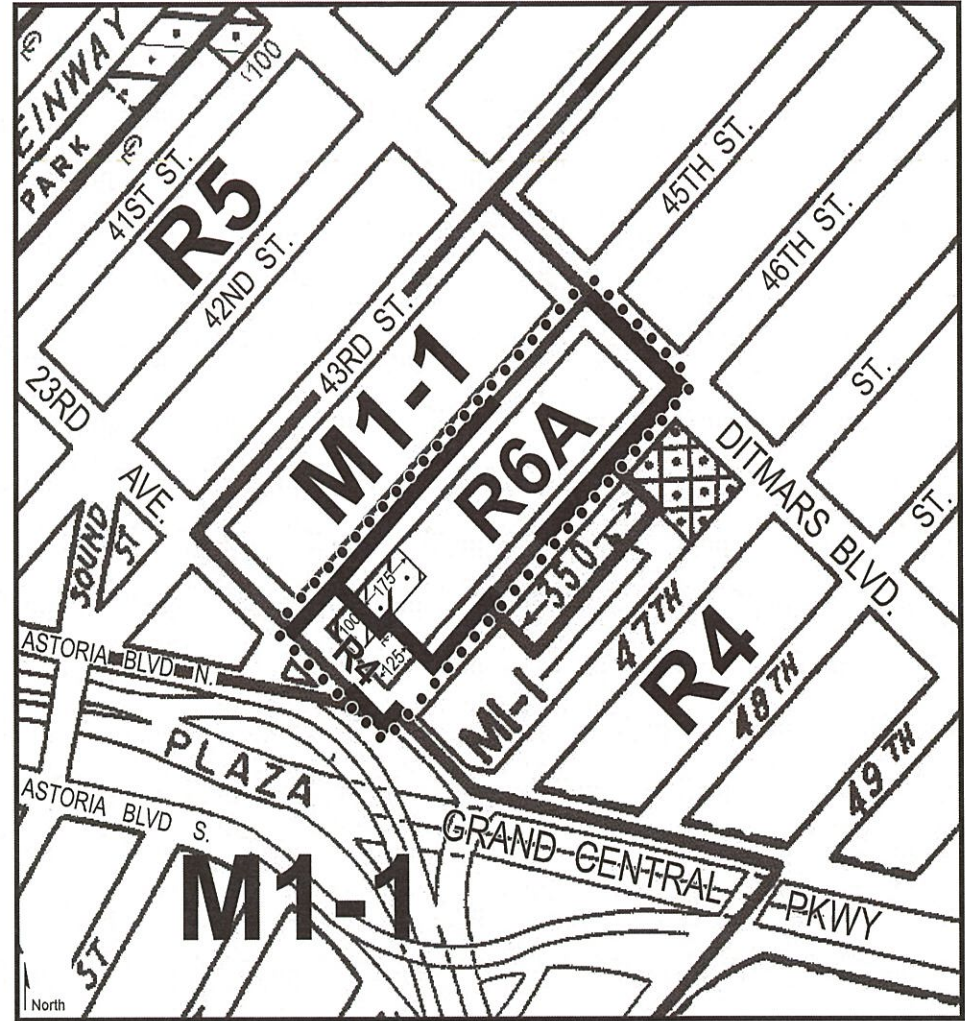 EINWAY
PARK
100
41ST ST.
R5
42ND ST.
43RD ST.
45TH ST.
46TH ST.
ST.
ST.
23RD
AVE.
SOUND
ST
M1-1
R6A
DITMARS BLVD.
175
100
R4
125
350
47TH
M1-1
R4
48TH
49TH
ASTORIA BLVD N.
PLAZA
ASTORIA BLVD S.
GRAND CENTRAL PKWY
M1-1
ST
North